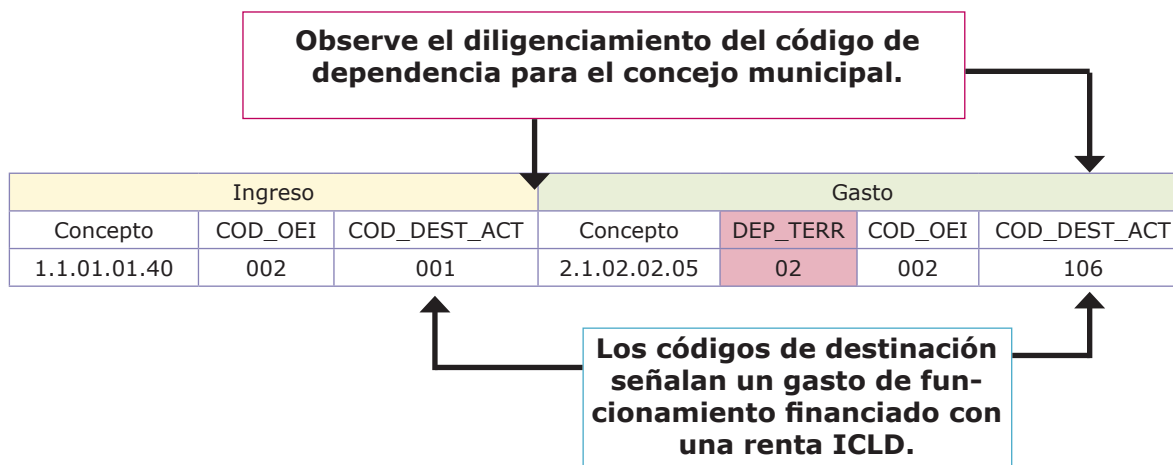 Observe el diligenciamiento del código de
dependencia para el concejo municipal.
Ingreso Gasto
Concepto COD_OEI COD_DEST_ACT Concepto DEP_TERR COD_OEI COD_DEST_ACT
1.1.01.01.40 002 001 2.1.02.02.05 02 002 106
Los códigos de destinación
señalan un gasto de fun-
cionamiento financiado con
una renta ICLD.